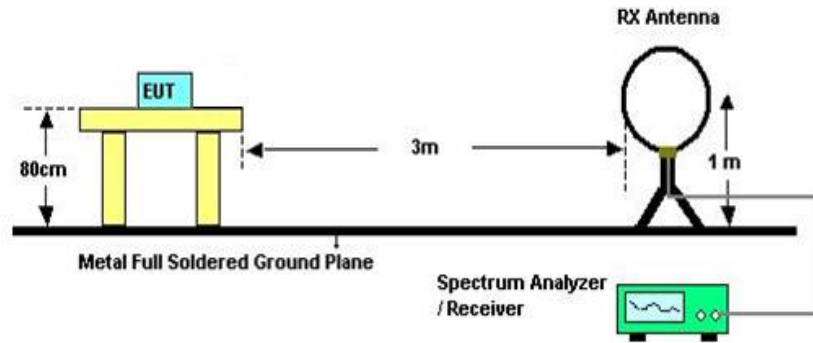 RX Antenna
EUT
3m
80cm
1 m
Metal Full Soldered Ground Plane
Spectrum Analyzer
/ Receiver